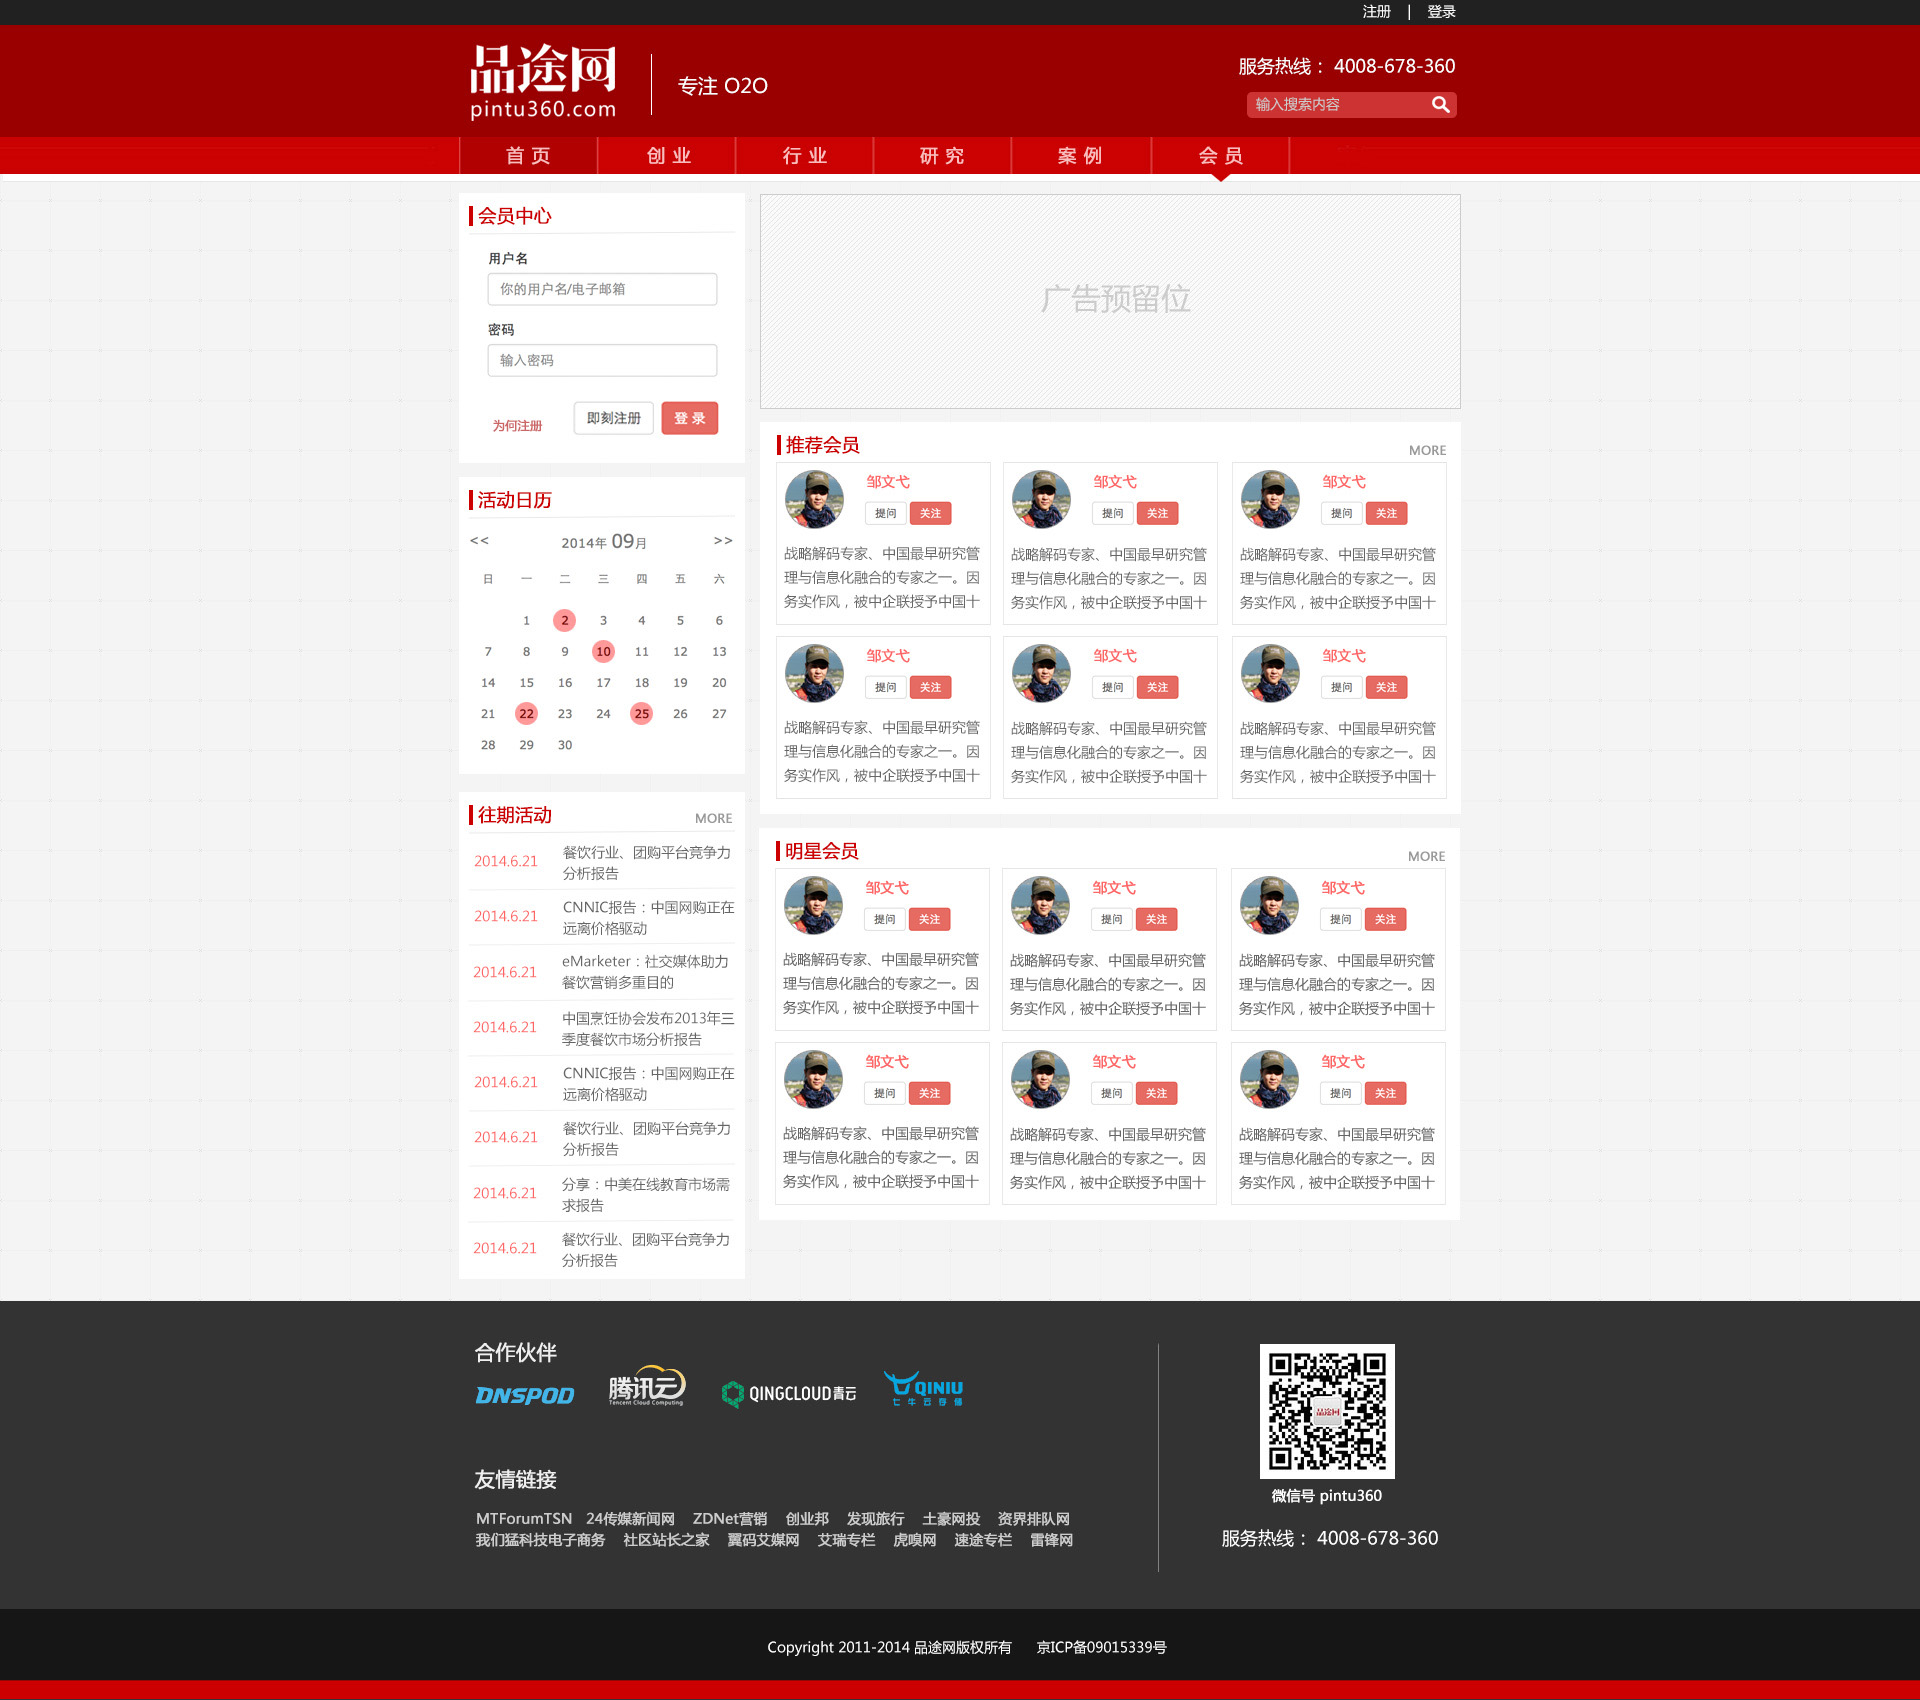 注册 | 登录
品途网
pintu360.com
专注 O2O
服务热线： 4008-678-360
输入搜索内容
首 页 创 业 行 业 研 究 案 例 会 员
会员中心
用户名
你的用户名/电子邮箱
密码
输入密码
为何注册 即刻注册 登 录
活动日历
<< 2014年 09月 >>
日 一 二 三 四 五 六
1 2 3 4 5 6
7 8 9 10 11 12 13
14 15 16 17 18 19 20
21 22 23 24 25 26 27
28 29 30
往期活动 MORE
2014.6.21 餐饮行业、团购平台竞争力
分析报告
2014.6.21 CNNIC报告：中国网购正在
远离价格驱动
2014.6.21 eMarketer：社交媒体助力
餐饮营销多重目的
2014.6.21 中国烹饪协会发布2013年三
季度餐饮市场分析报告
2014.6.21 CNNIC报告：中国网购正在
远离价格驱动
2014.6.21 餐饮行业、团购平台竞争力
分析报告
2014.6.21 分享：中美在线教育市场需
求报告
2014.6.21 餐饮行业、团购平台竞争力
分析报告
广告预留位
推荐会员 MORE
邹文弋 邹文弋 邹文弋
提问 关注 提问 关注 提问 关注
战略解码专家、中国最早研究管 战略解码专家、中国最早研究管 战略解码专家、中国最早研究管
理与信息化融合的专家之一。因 理与信息化融合的专家之一。因 理与信息化融合的专家之一。因
务实作风，被中企联授予中国十 务实作风，被中企联授予中国十 务实作风，被中企联授予中国十
邹文弋 邹文弋 邹文弋
提问 关注 提问 关注 提问 关注
战略解码专家、中国最早研究管 战略解码专家、中国最早研究管 战略解码专家、中国最早研究管
理与信息化融合的专家之一。因 理与信息化融合的专家之一。因 理与信息化融合的专家之一。因
务实作风，被中企联授予中国十 务实作风，被中企联授予中国十 务实作风，被中企联授予中国十
明星会员 MORE
邹文弋 邹文弋 邹文弋
提问 关注 提问 关注 提问 关注
战略解码专家、中国最早研究管 战略解码专家、中国最早研究管 战略解码专家、中国最早研究管
理与信息化融合的专家之一。因 理与信息化融合的专家之一。因 理与信息化融合的专家之一。因
务实作风，被中企联授予中国十 务实作风，被中企联授予中国十 务实作风，被中企联授予中国十
邹文弋 邹文弋 邹文弋
提问 关注 提问 关注 提问 关注
战略解码专家、中国最早研究管 战略解码专家、中国最早研究管 战略解码专家、中国最早研究管
理与信息化融合的专家之一。因 理与信息化融合的专家之一。因 理与信息化融合的专家之一。因
务实作风，被中企联授予中国十 务实作风，被中企联授予中国十 务实作风，被中企联授予中国十
合作伙伴
DNSPOD
腾讯云
Tencent Cloud Computing
QINGCLOUD青云
QINIU
七牛云存储
友情链接
MTForumTSN 24传媒新闻网 ZDNet营销 创业邦 发现旅行 土豪网投 资界排队网
我们猛科技电子商务 社区站长之家 翼码艾媒网 艾瑞专栏 虎嗅网 速途专栏 雷锋网
品途网
微信号 pintu360
服务热线： 4008-678-360
Copyright 2011-2014 品途网版权所有 京ICP备09015339号